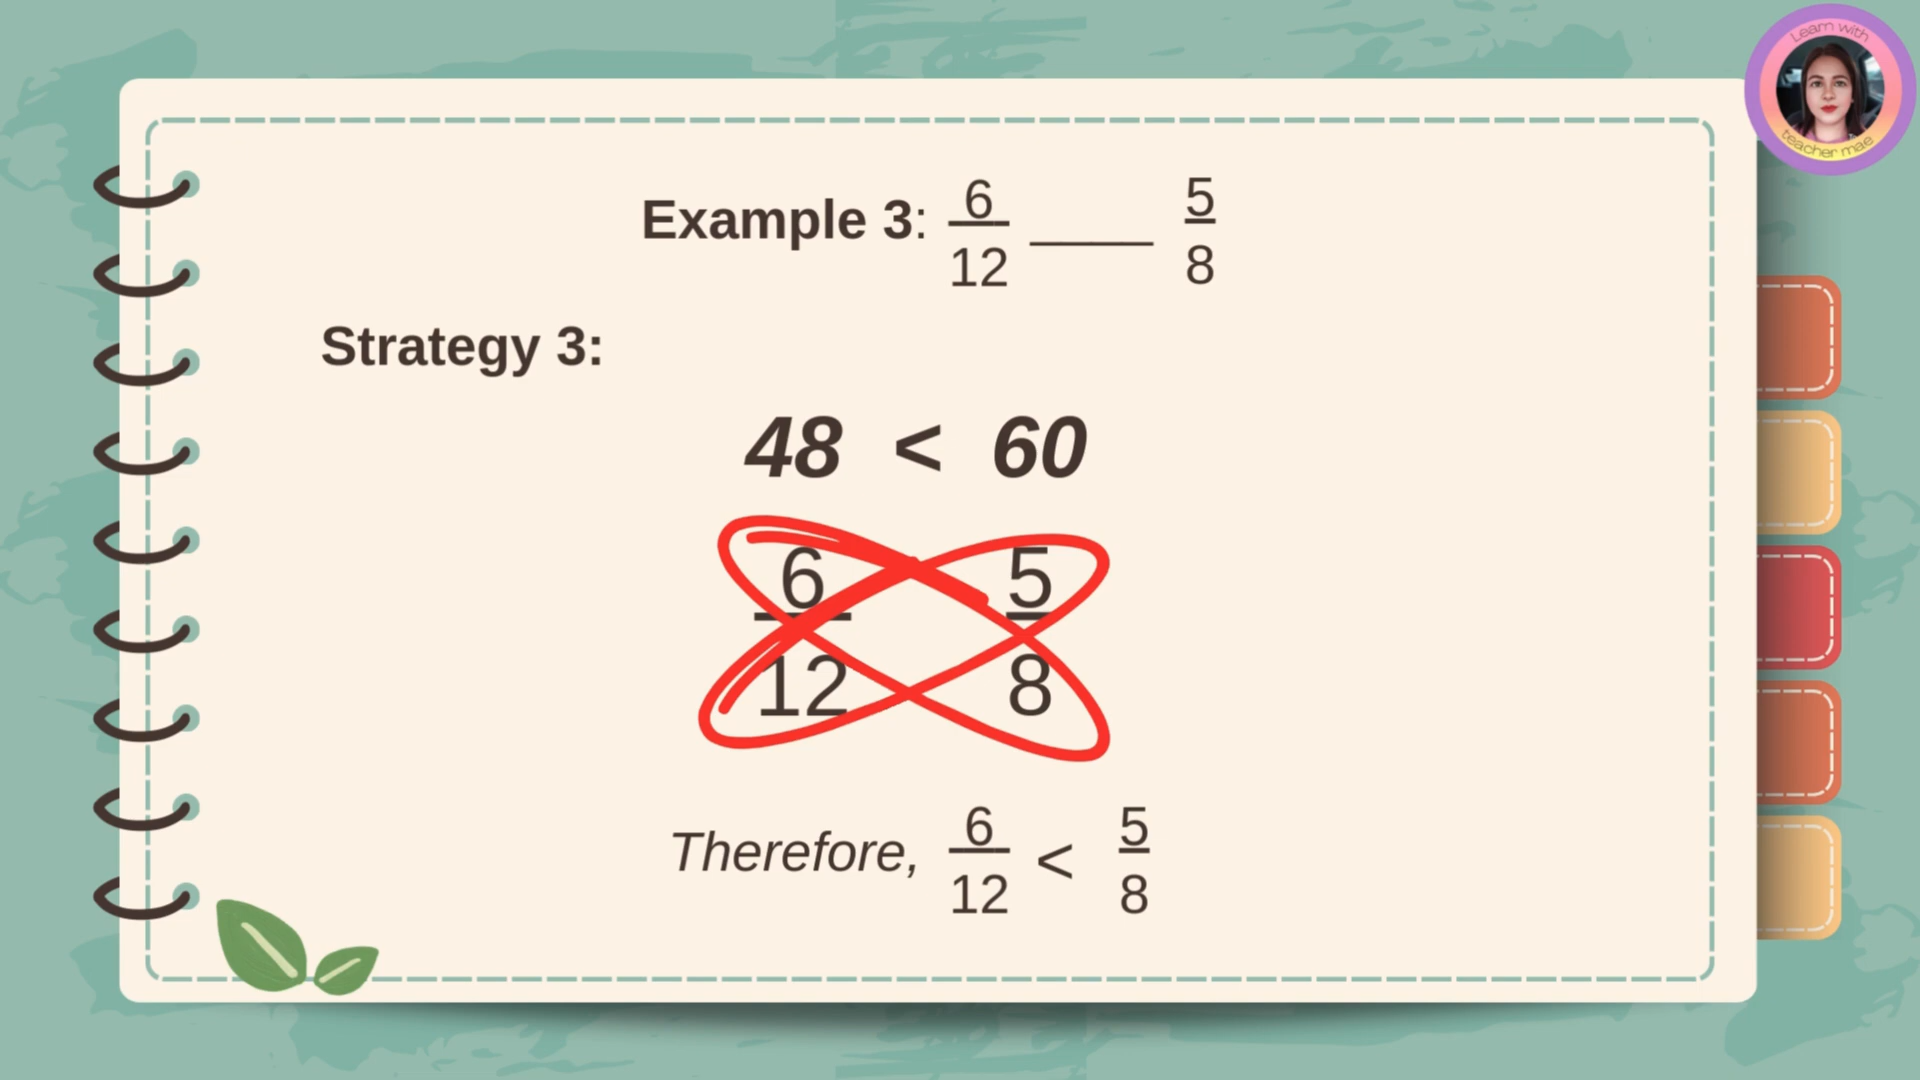 Learn with
teacher mae
Example 3: 6/12 ____ 5/8
Strategy 3:
48 < 60
6 5
12 8
Therefore, 6/12 < 5/8